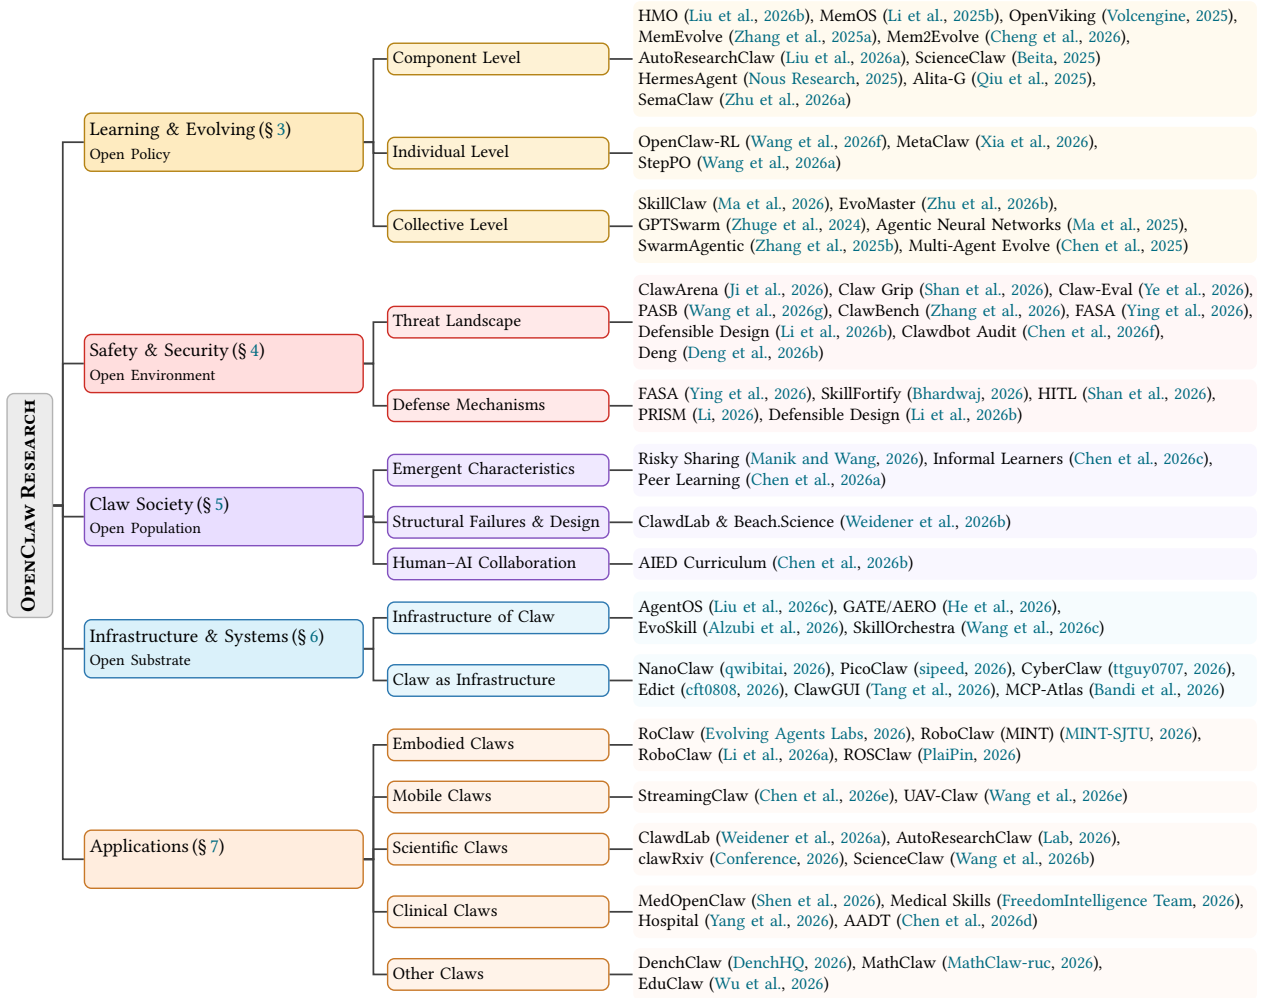 OPENCLAW RESEARCH
Learning & Evolving (§ 3)
Open Policy
Component Level
HMO (Liu et al., 2026b), MemOS (Li et al., 2025b), OpenViking (Volcengine, 2025),
MemEvolve (Zhang et al., 2025a), Mem2Evolve (Cheng et al., 2026),
AutoResearchClaw (Liu et al., 2026a), ScienceClaw (Beita, 2025)
HermesAgent (Nous Research, 2025), Alita-G (Qiu et al., 2025),
SemaClaw (Zhu et al., 2026a)
Individual Level
OpenClaw-RL (Wang et al., 2026f), MetaClaw (Xia et al., 2026),
StepPO (Wang et al., 2026a)
Collective Level
SkillClaw (Ma et al., 2026), EvoMaster (Zhu et al., 2026b),
GPTSwarm (Zhuge et al., 2024), Agentic Neural Networks (Ma et al., 2025),
SwarmAgentic (Zhang et al., 2025b), Multi-Agent Evolve (Chen et al., 2025)
Safety & Security (§ 4)
Open Environment
Threat Landscape
ClawArena (Ji et al., 2026), Claw Grip (Shan et al., 2026), Claw-Eval (Ye et al., 2026),
PASB (Wang et al., 2026g), ClawBench (Zhang et al., 2026), FASA (Ying et al., 2026),
Defensible Design (Li et al., 2026b), Clawdbot Audit (Chen et al., 2026f),
Deng (Deng et al., 2026b)
Defense Mechanisms
FASA (Ying et al., 2026), SkillFortify (Bhardwaj, 2026), HITL (Shan et al., 2026),
PRISM (Li, 2026), Defensible Design (Li et al., 2026b)
Claw Society (§ 5)
Open Population
Emergent Characteristics
Risky Sharing (Manik and Wang, 2026), Informal Learners (Chen et al., 2026c),
Peer Learning (Chen et al., 2026a)
Structural Failures & Design
ClawdLab & Beach.Science (Weidener et al., 2026b)
Human–AI Collaboration
AIED Curriculum (Chen et al., 2026b)
Infrastructure & Systems (§ 6)
Open Substrate
Infrastructure of Claw
AgentOS (Liu et al., 2026c), GATE/AERO (He et al., 2026),
EvoSkill (Alzubi et al., 2026), SkillOrchestra (Wang et al., 2026c)
Claw as Infrastructure
NanoClaw (qwibitai, 2026), PicoClaw (sipeed, 2026), CyberClaw (ttguy0707, 2026),
Edict (cft0808, 2026), ClawGUI (Tang et al., 2026), MCP-Atlas (Bandi et al., 2026)
Applications (§ 7)
Embodied Claws
RoClaw (Evolving Agents Labs, 2026), RoboClaw (MINT) (MINT-SJTU, 2026),
RoboClaw (Li et al., 2026a), ROSClaw (PlaiPin, 2026)
Mobile Claws
StreamingClaw (Chen et al., 2026e), UAV-Claw (Wang et al., 2026e)
Scientific Claws
ClawdLab (Weidener et al., 2026a), AutoResearchClaw (Lab, 2026),
clawRxiv (Conference, 2026), ScienceClaw (Wang et al., 2026b)
Clinical Claws
MedOpenClaw (Shen et al., 2026), Medical Skills (FreedomIntelligence Team, 2026),
Hospital (Yang et al., 2026), AADT (Chen et al., 2026d)
Other Claws
DenchClaw (DenchHQ, 2026), MathClaw (MathClaw-ruc, 2026),
EduClaw (Wu et al., 2026)